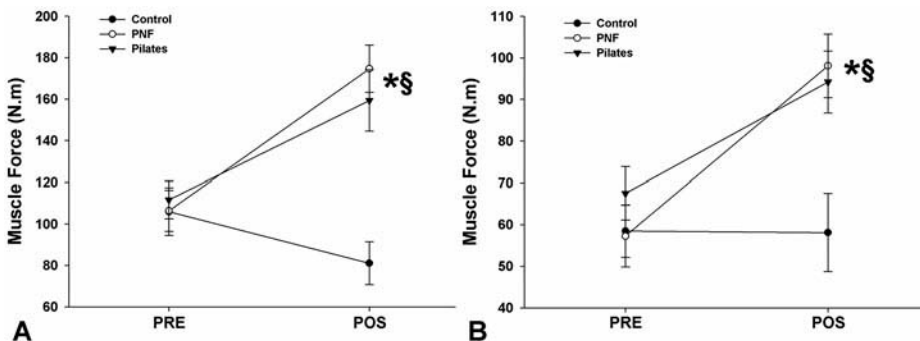 200
180
160
140
120
100
80
60
Muscle Force (N.m)
Control
PNF
Pilates
*§
PRE
POS
A
110
100
90
80
70
60
50
40
Muscle Force (N.m)
Control
PNF
Pilates
*§
PRE
POS
B